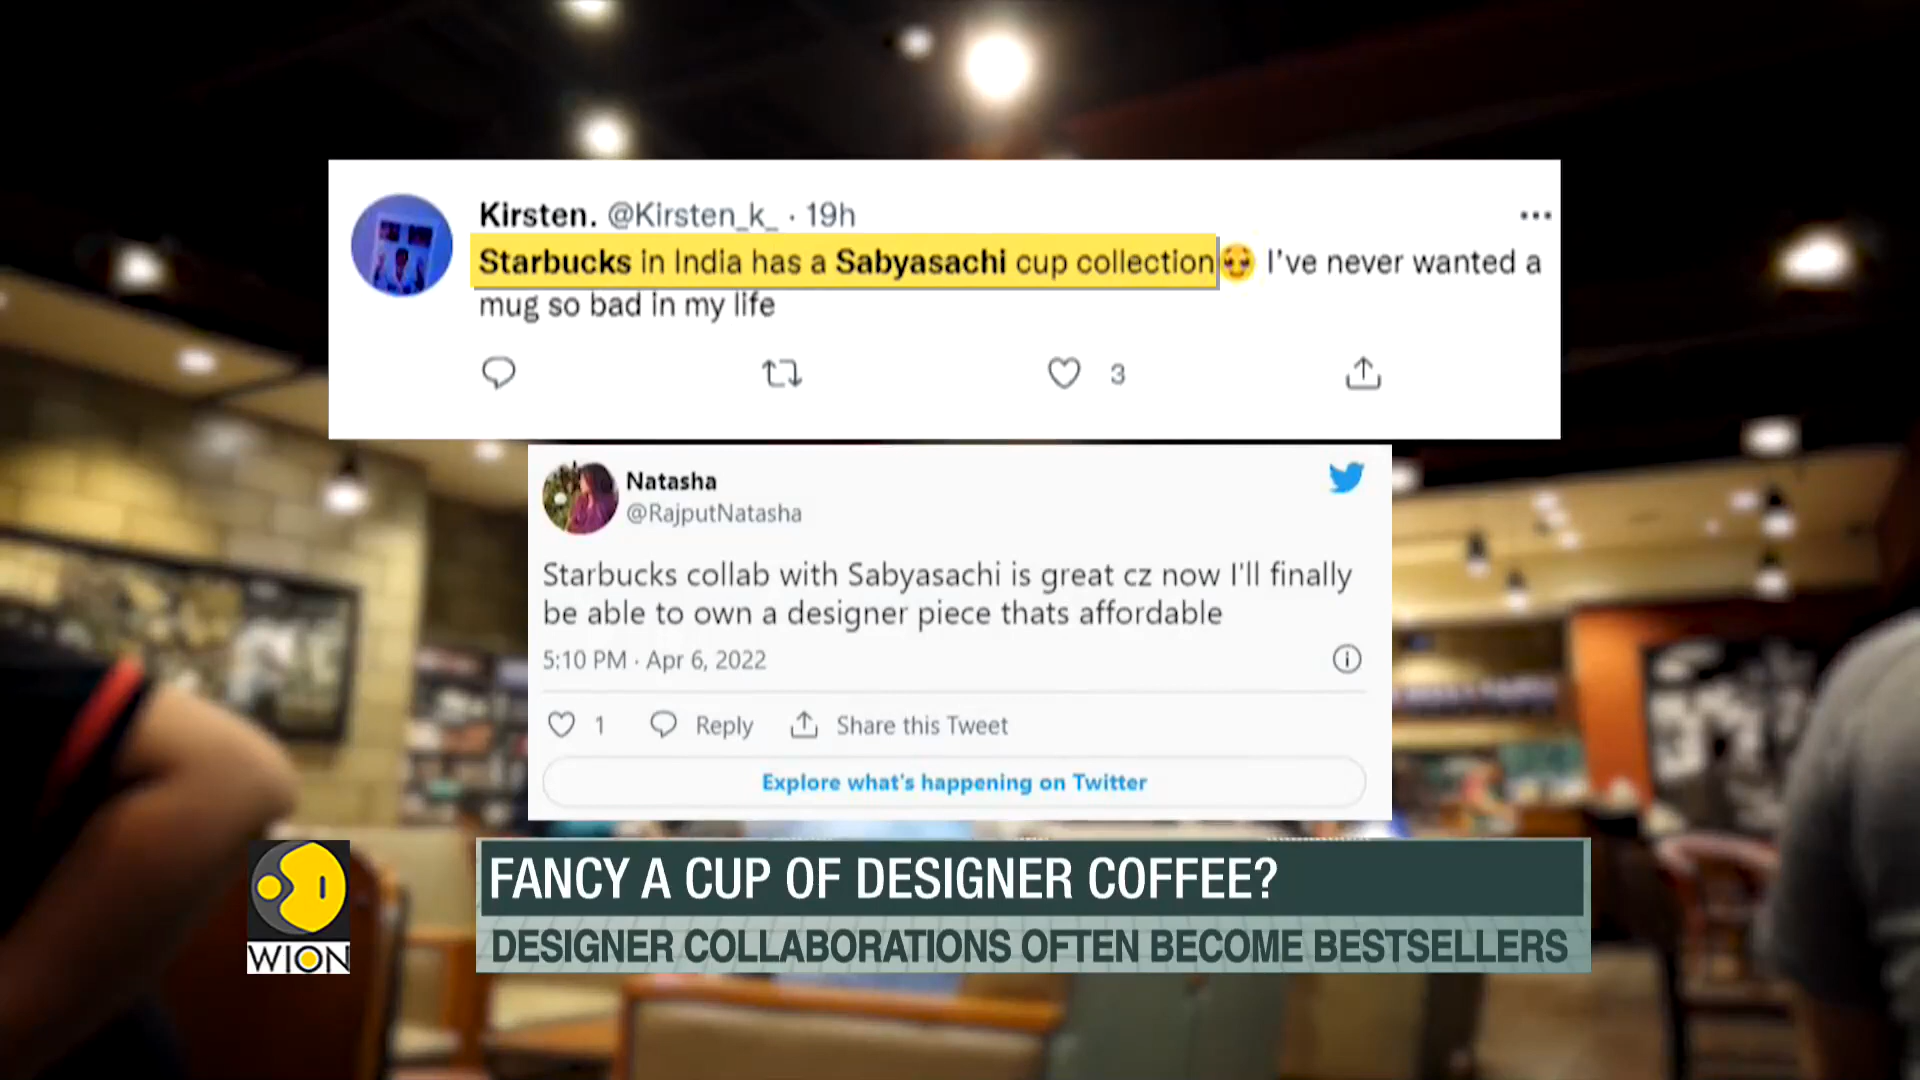 Kirsten. @Kirsten_k_ · 19h
Starbucks in India has a Sabyasachi cup collection🥹 I've never wanted a
mug so bad in my life
3
Natasha
@RajputNatasha
Starbucks collab with Sabyasachi is great cz now I'll finally
be able to own a designer piece thats affordable
5:10 PM · Apr 6, 2022
1 Reply Share this Tweet
Explore what's happening on Twitter
FANCY A CUP OF DESIGNER COFFEE?
DESIGNER COLLABORATIONS OFTEN BECOME BESTSELLERS
WION